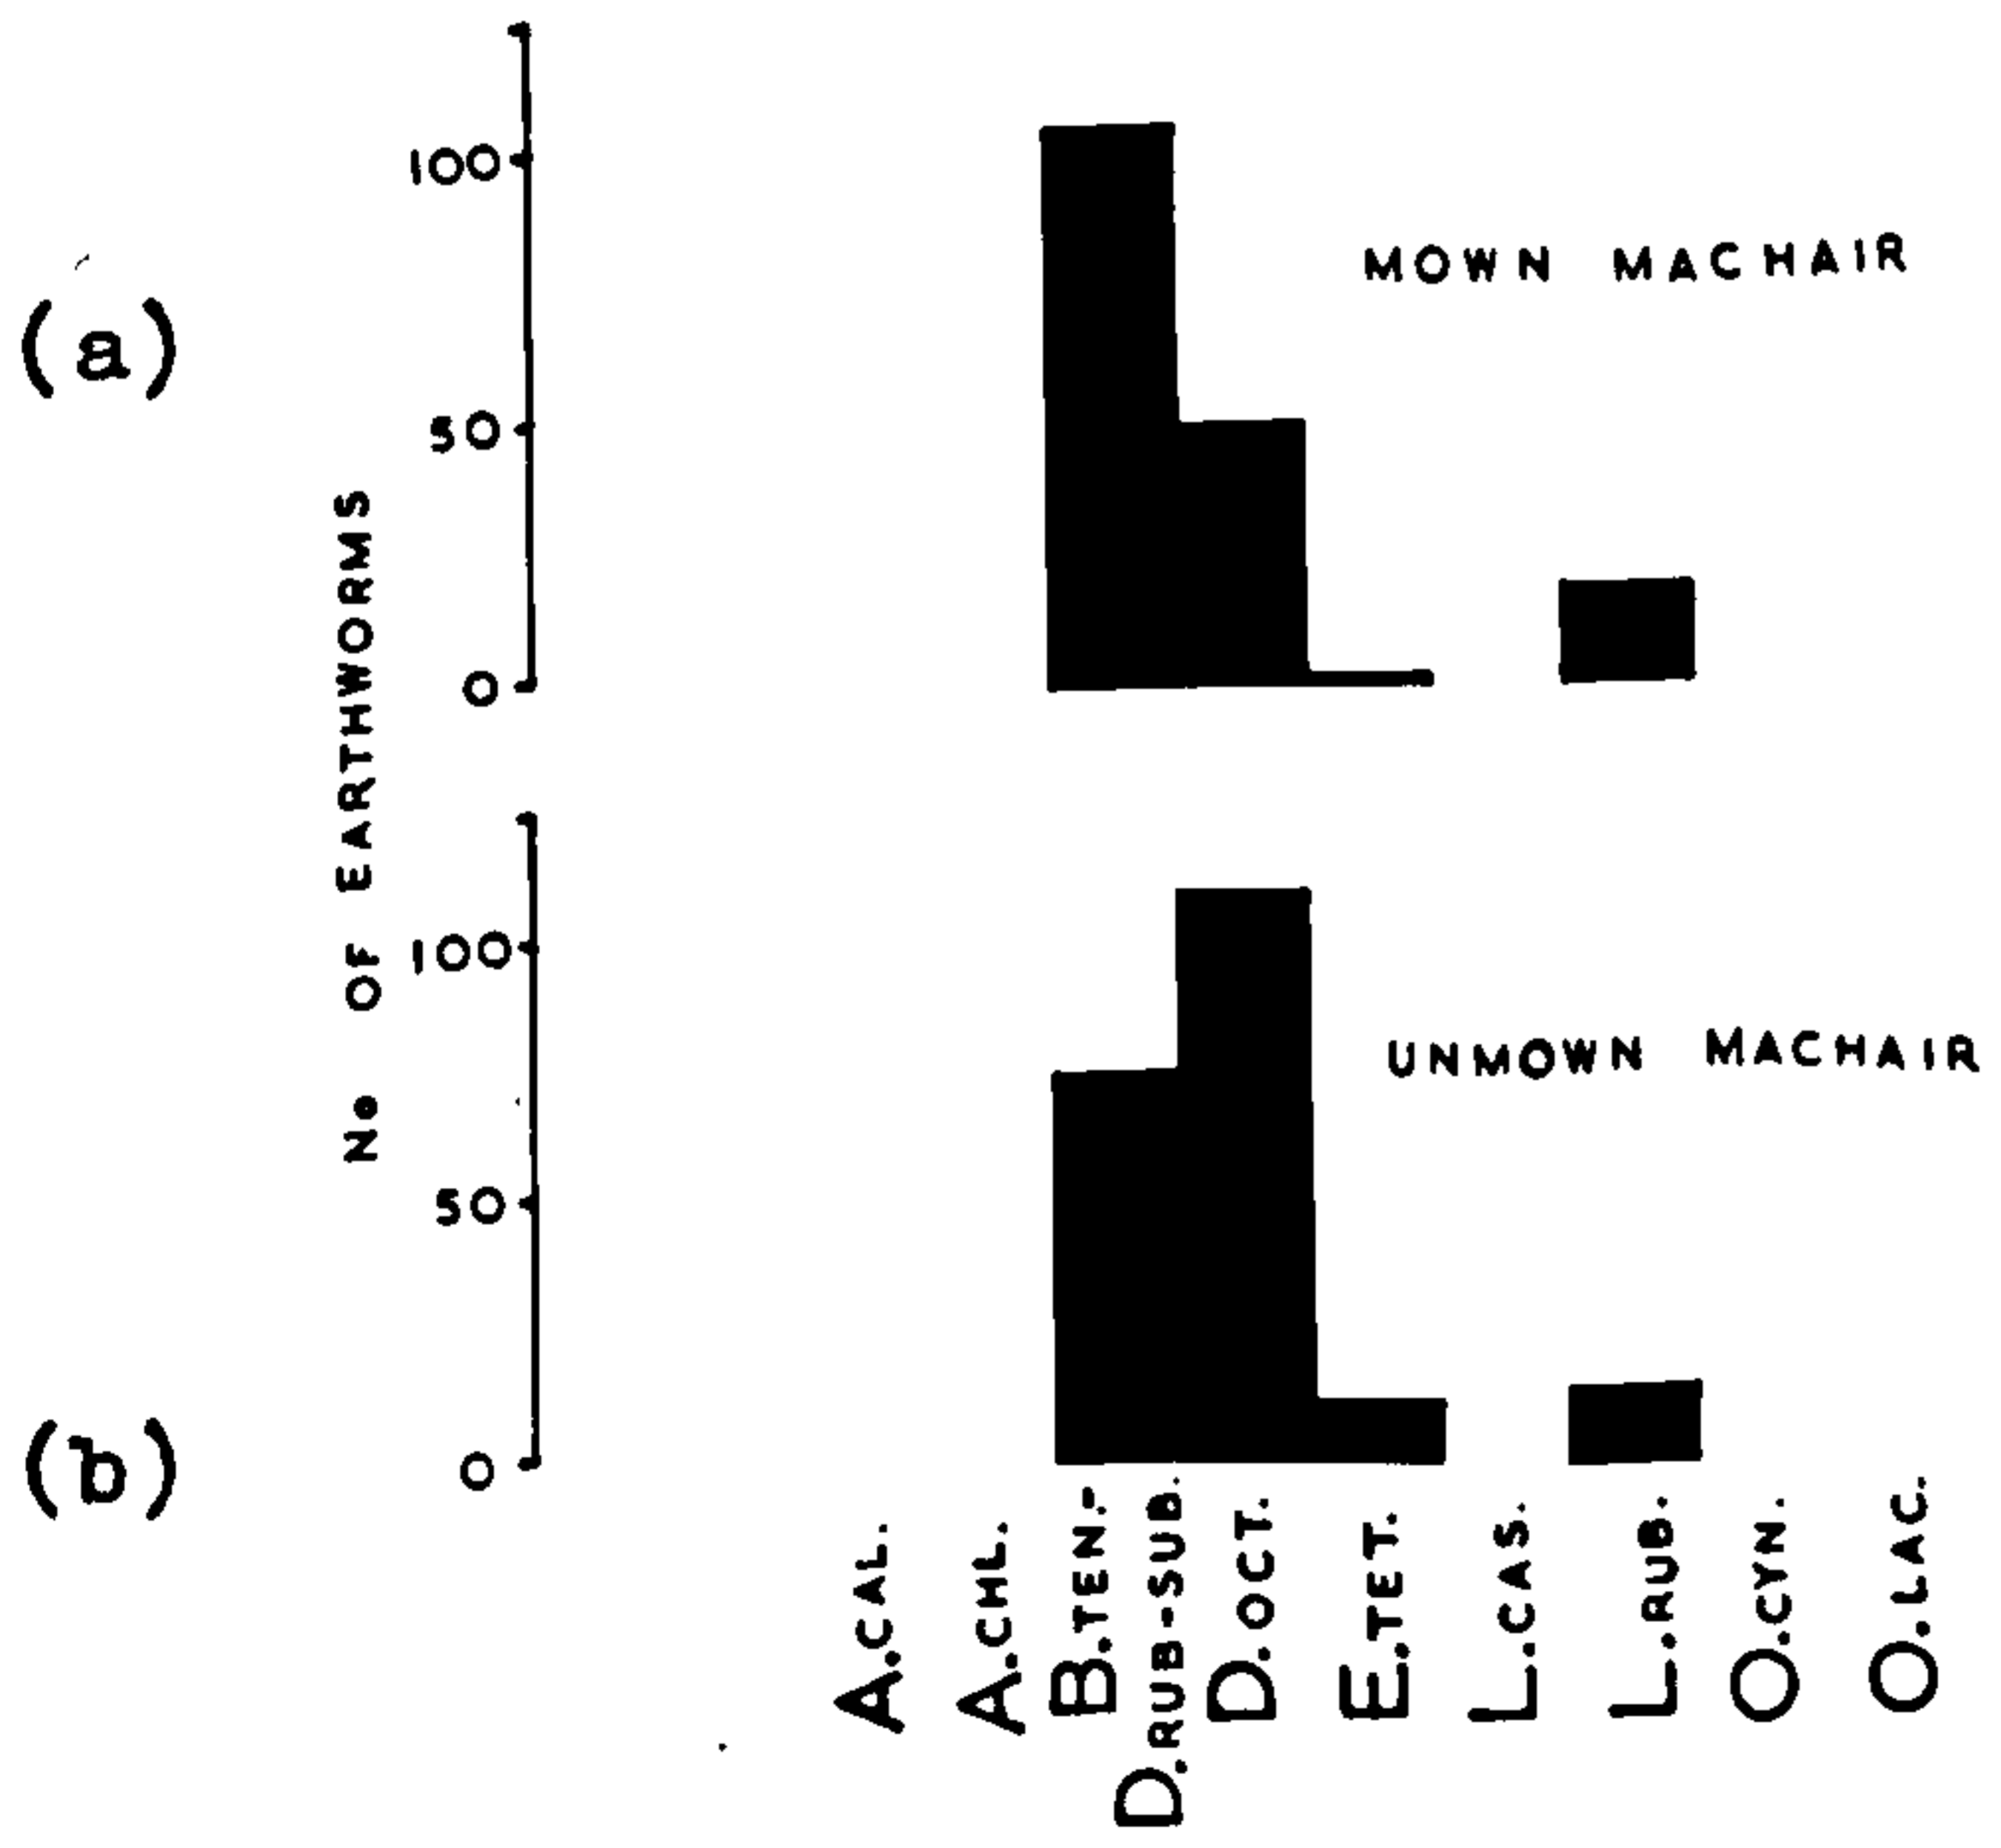 (a)
No OF EARTHWORMS
100
50
0
MOWN MACHAIR
(b)
100
50
0
UNMOWN MACHAIR
A.CAL.
A.CHL.
B.TEN.-
D.RUB-SUB.
D.OCT.
E.TET.
L.CAS.
L.RUB.
O.CYN.
O.LAC.